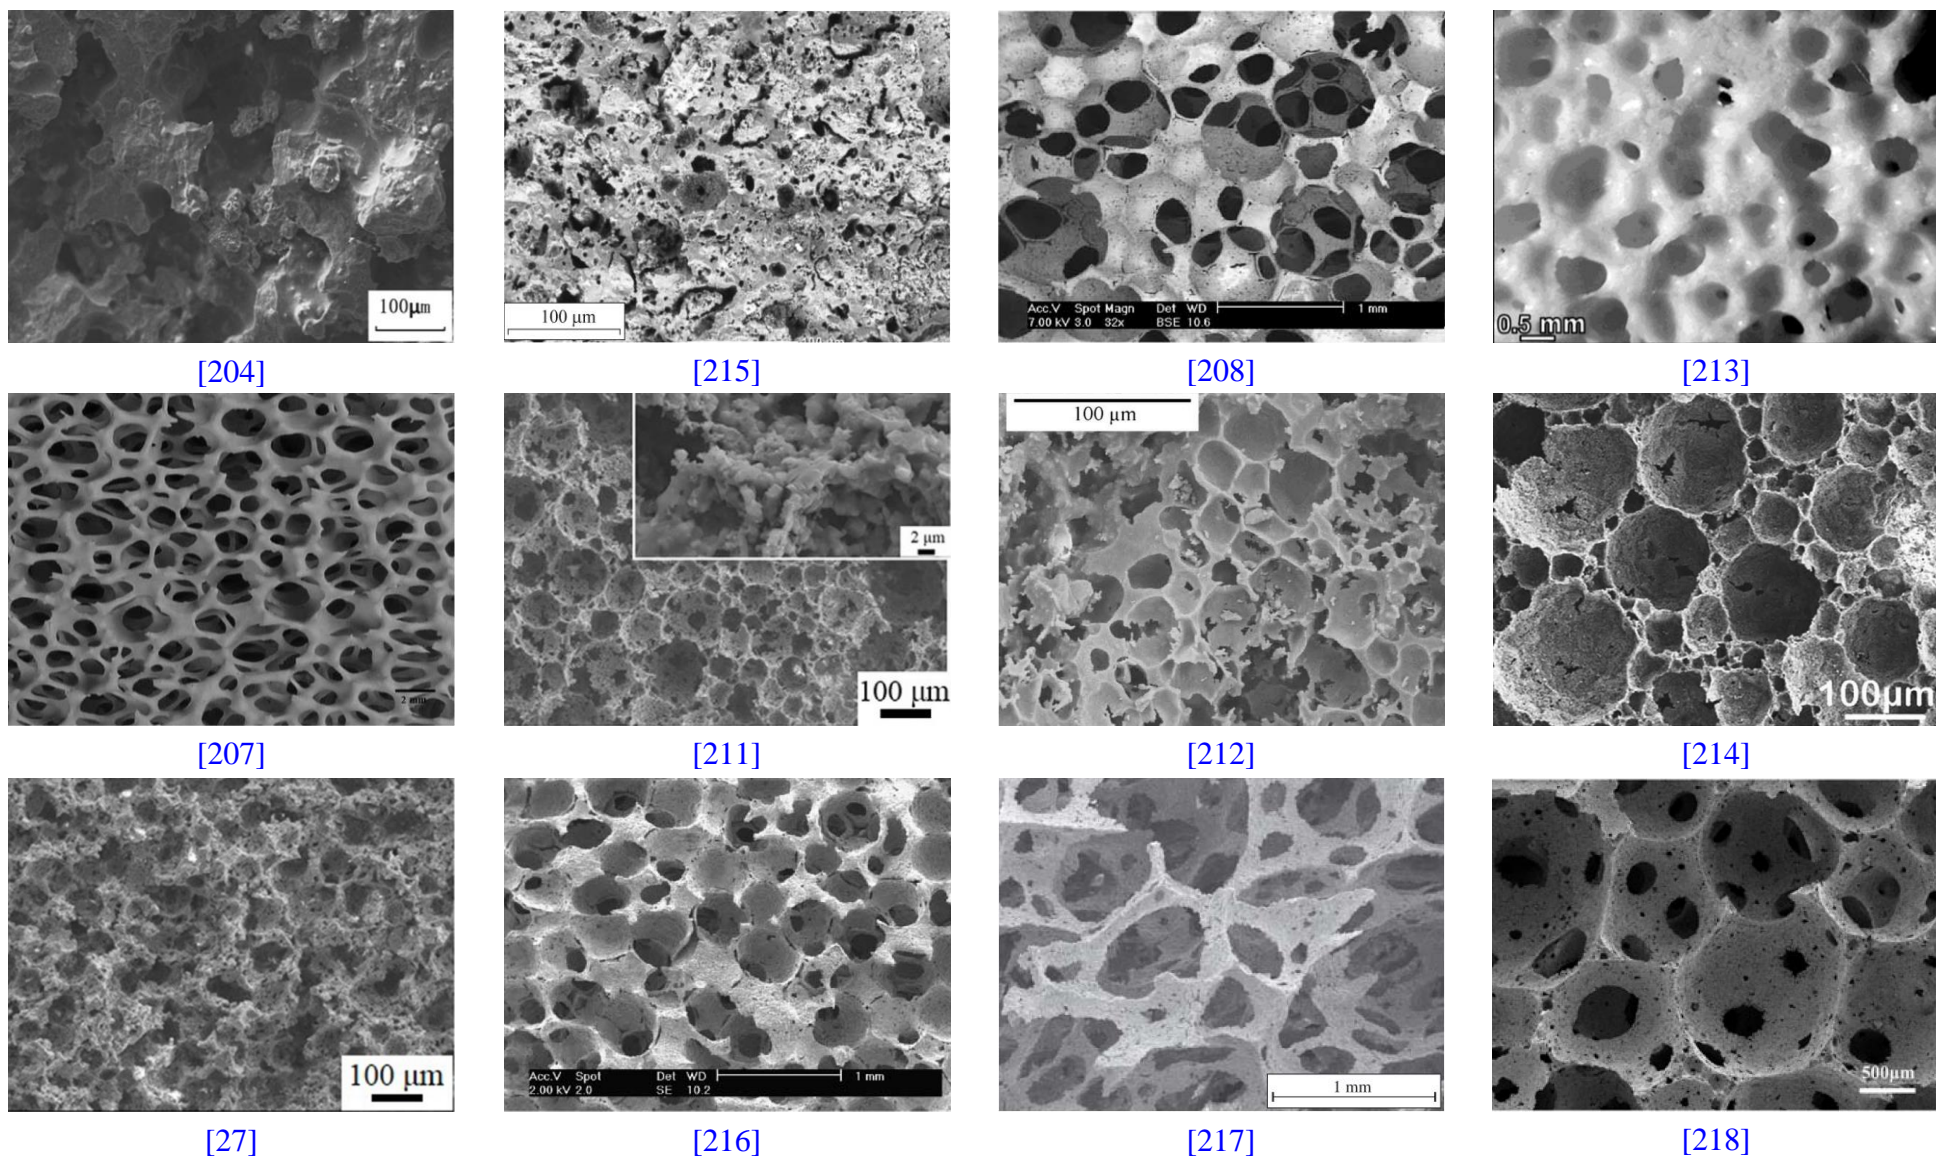 100μm
100 μm
Acc.V Spot Magn Det WD 1 mm
7.00 kV 3.0 32x BSE 10.6
0.5 mm
[204]
[215]
[208]
[213]
2 mm
2 μm
100 μm
100 μm
100μm
[207]
[211]
[212]
[214]
100 μm
Acc.V Spot Det WD 1 mm
2.00 kV 2.0 SE 10.2
1 mm
500μm
[27]
[216]
[217]
[218]